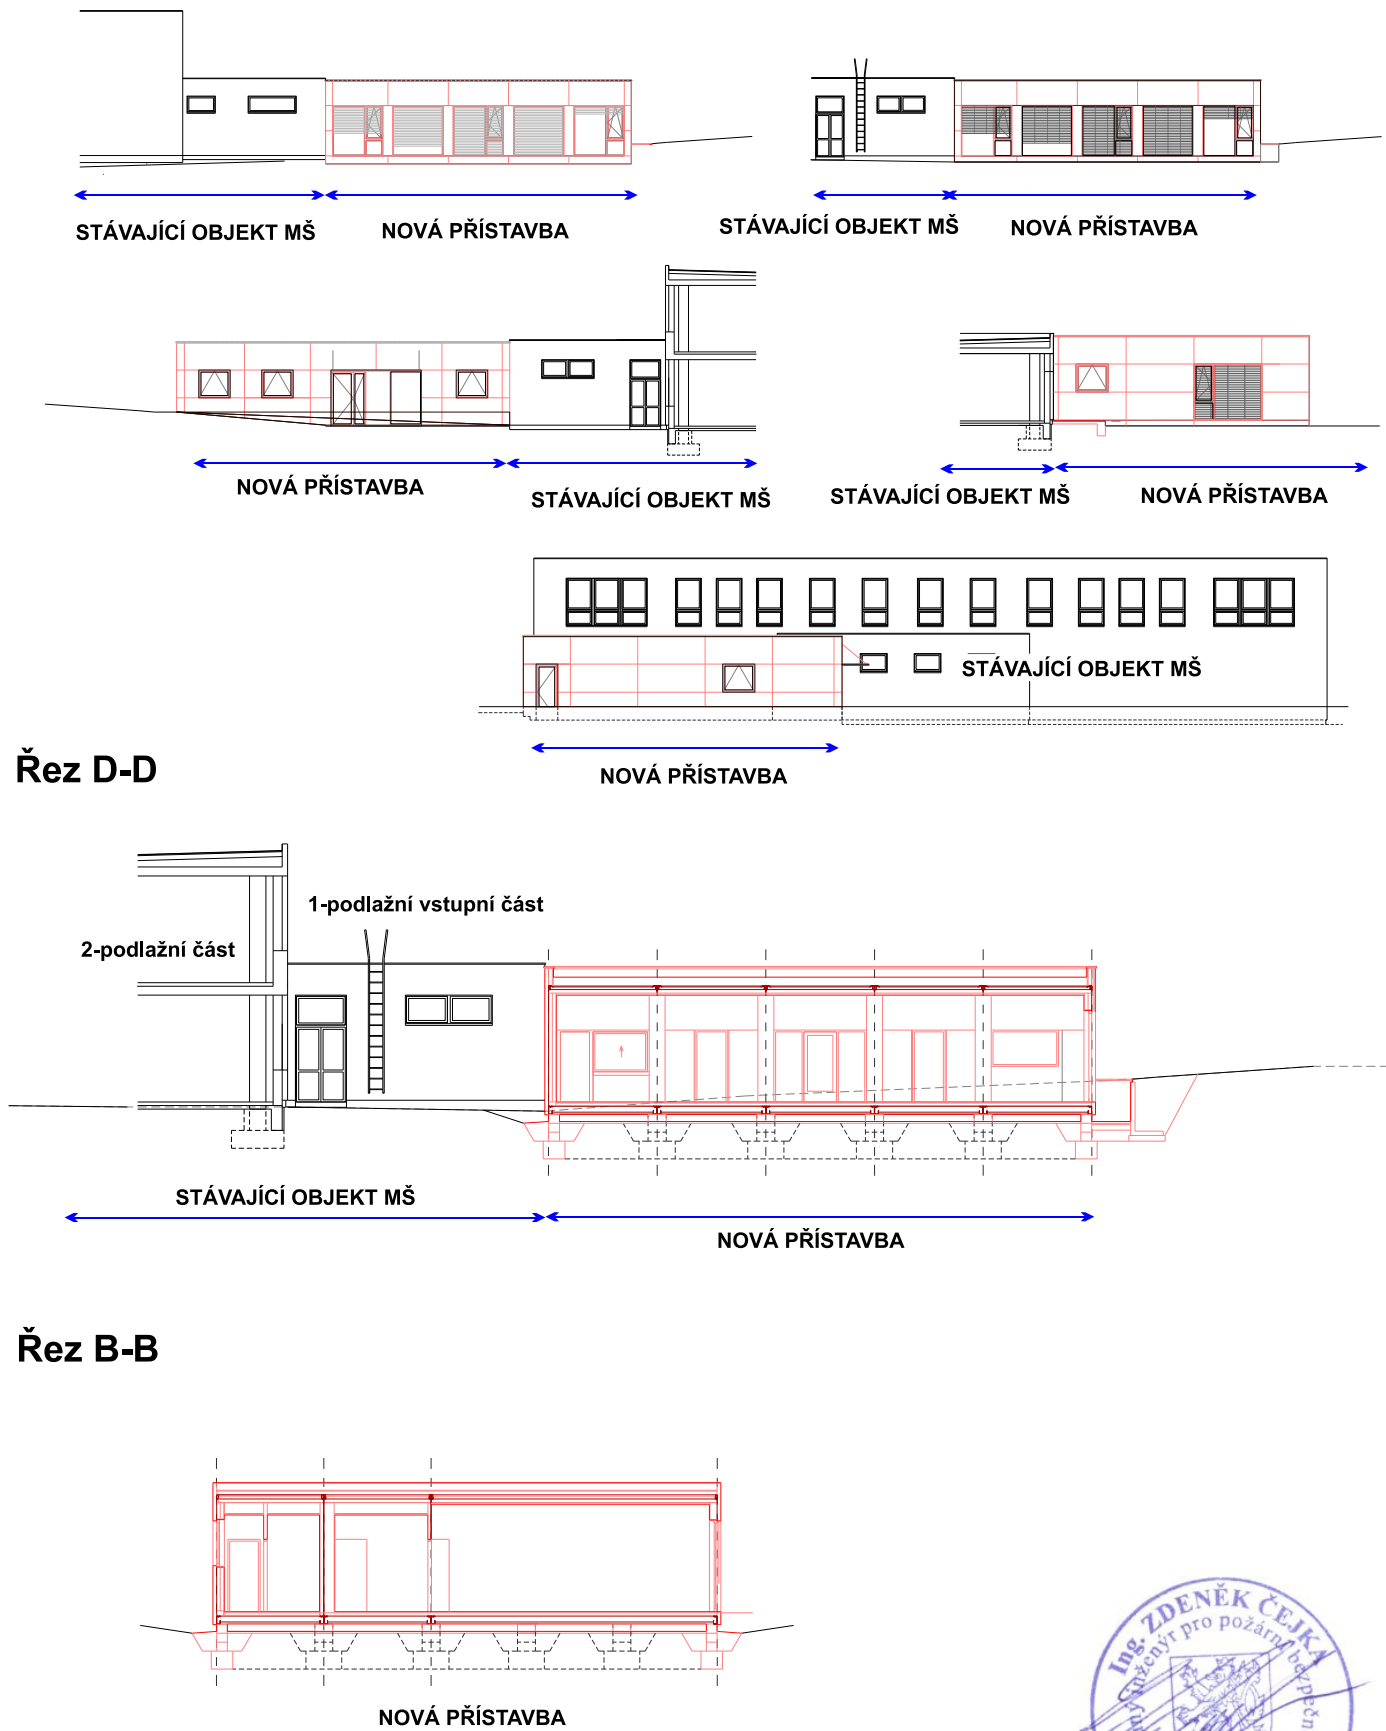 STÁVAJÍCÍ OBJEKT MŠ
NOVÁ PŘÍSTAVBA
STÁVAJÍCÍ OBJEKT MŠ
NOVÁ PŘÍSTAVBA
NOVÁ PŘÍSTAVBA
STÁVAJÍCÍ OBJEKT MŠ
STÁVAJÍCÍ OBJEKT MŠ
NOVÁ PŘÍSTAVBA
STÁVAJÍCÍ OBJEKT MŠ
NOVÁ PŘÍSTAVBA
Řez D-D
1-podlažní vstupní část
2-podlažní část
STÁVAJÍCÍ OBJEKT MŠ
NOVÁ PŘÍSTAVBA
Řez B-B
NOVÁ PŘÍSTAVBA
Ing. ZDENĚK ČEJKA
inženýr pro požární